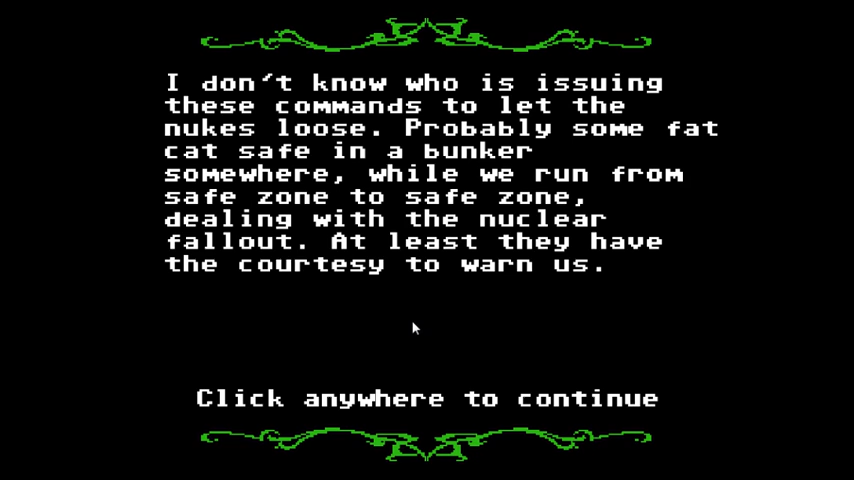 I don't know who is issuing
these commands to let the
nukes loose. Probably some fat
cat safe in a bunker
somewhere, while we run from
safe zone to safe zone,
dealing with the nuclear
fallout. At least they have
the courtesy to warn us.
Click anywhere to continue